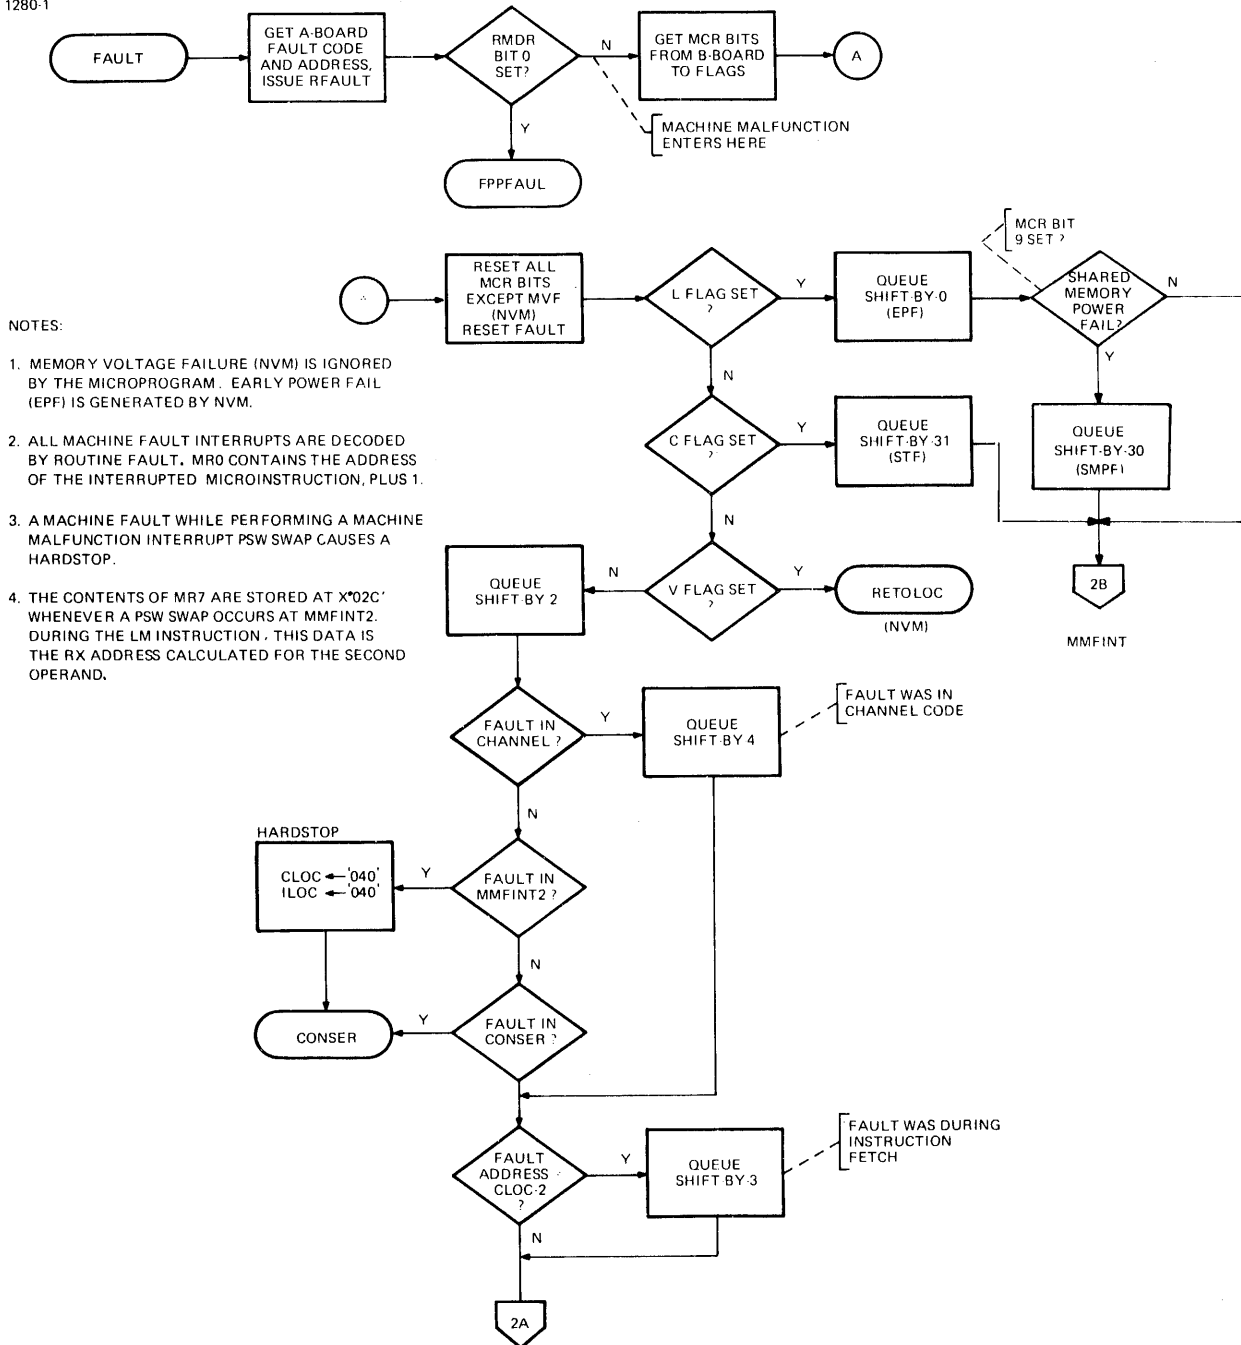 1280-1
FAULT
GET A-BOARD
FAULT CODE
AND ADDRESS,
ISSUE RFAULT
RMDR
BIT 0
SET?
N
GET MCR BITS
FROM B-BOARD
TO FLAGS
A
Y
MACHINE MALFUNCTION
ENTERS HERE
FPPFAUL
MCR BIT
9 SET ?
RESET ALL
MCR BITS
EXCEPT MVF
(NVM)
RESET FAULT
L FLAG SET
?
Y
QUEUE
SHIFT-BY-0
(EPF)
SHARED
MEMORY
POWER
FAIL?
N
Y
N
NOTES:
1. MEMORY VOLTAGE FAILURE (NVM) IS IGNORED
BY THE MICROPROGRAM. EARLY POWER FAIL
(EPF) IS GENERATED BY NVM.
2. ALL MACHINE FAULT INTERRUPTS ARE DECODED
BY ROUTINE FAULT. MR0 CONTAINS THE ADDRESS
OF THE INTERRUPTED MICROINSTRUCTION, PLUS 1.
3. A MACHINE FAULT WHILE PERFORMING A MACHINE
MALFUNCTION INTERRUPT PSW SWAP CAUSES A
HARDSTOP.
4. THE CONTENTS OF MR7 ARE STORED AT X'02C'
WHENEVER A PSW SWAP OCCURS AT MMFINT2.
DURING THE LM INSTRUCTION, THIS DATA IS
THE RX ADDRESS CALCULATED FOR THE SECOND
OPERAND.
C FLAG SET
?
Y
QUEUE
SHIFT-BY-31
(STF)
QUEUE
SHIFT-BY-30
(SMPF)
N
QUEUE
SHIFT-BY 2
N
V FLAG SET
?
Y
RETOLOC
(NVM)
2B
MMFINT
FAULT IN
CHANNEL ?
Y
QUEUE
SHIFT-BY 4
FAULT WAS IN
CHANNEL CODE
N
HARDSTOP
CLOC ← '040'
ILOC ← '040'
Y
FAULT IN
MMFINT2 ?
N
CONSER
Y
FAULT IN
CONSER ?
FAULT
ADDRESS
CLOC-2
?
Y
QUEUE
SHIFT-BY-3
FAULT WAS DURING
INSTRUCTION
FETCH
N
2A